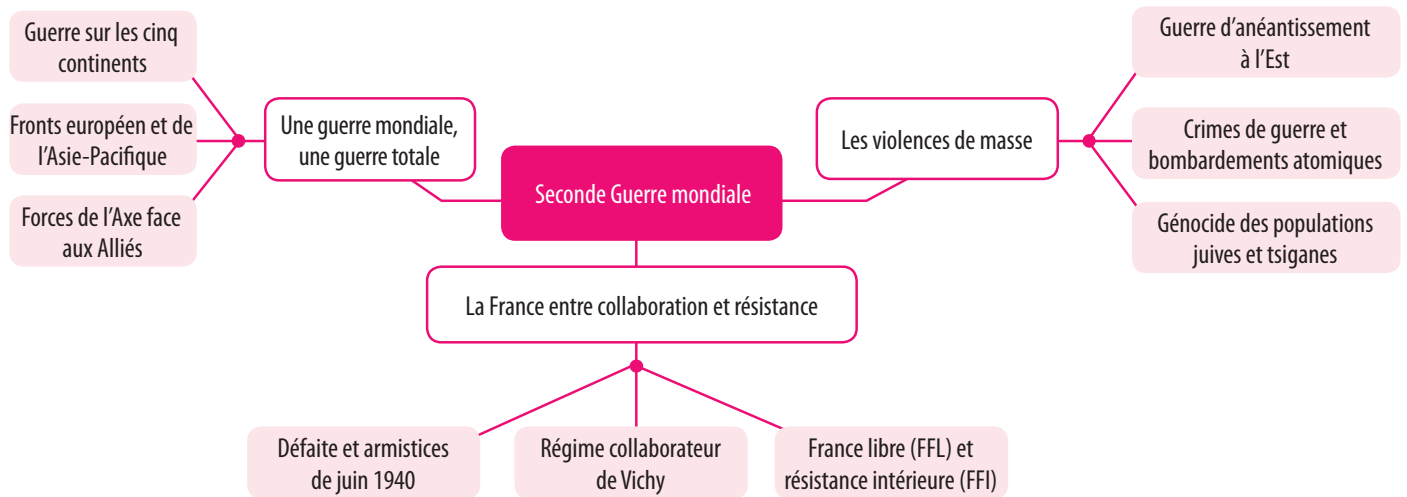 Guerre sur les cinq
continents
Fronts européen et de
l’Asie-Pacifique
Forces de l’Axe face
aux Alliés
Une guerre mondiale,
une guerre totale
Seconde Guerre mondiale
Les violences de masse
Guerre d’anéantissement
à l’Est
Crimes de guerre et
bombardements atomiques
Génocide des populations
juives et tsiganes
La France entre collaboration et résistance
Défaite et armistices
de juin 1940
Régime collaborateur
de Vichy
France libre (FFL) et
résistance intérieure (FFI)